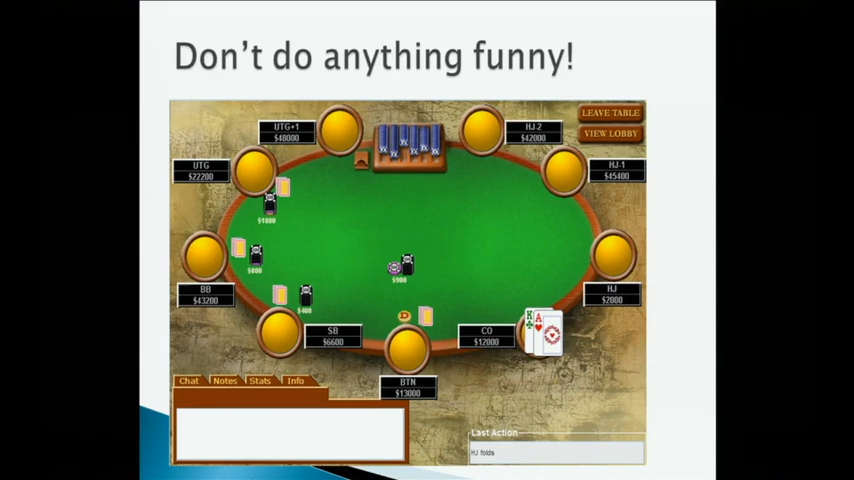 Don't do anything funny!
LEAVE TABLE
VIEW LOBBY
UTG+1
$48000
HJ-2
$42000
UTG
$22200
HJ-1
$45400
$1800
$800
$900
BB
$43200
HJ
$2000
$400
D
K
A
SB
$6600
CO
$12000
BTN
$13000
Chat Notes Stats Info
Last Action
HJ folds